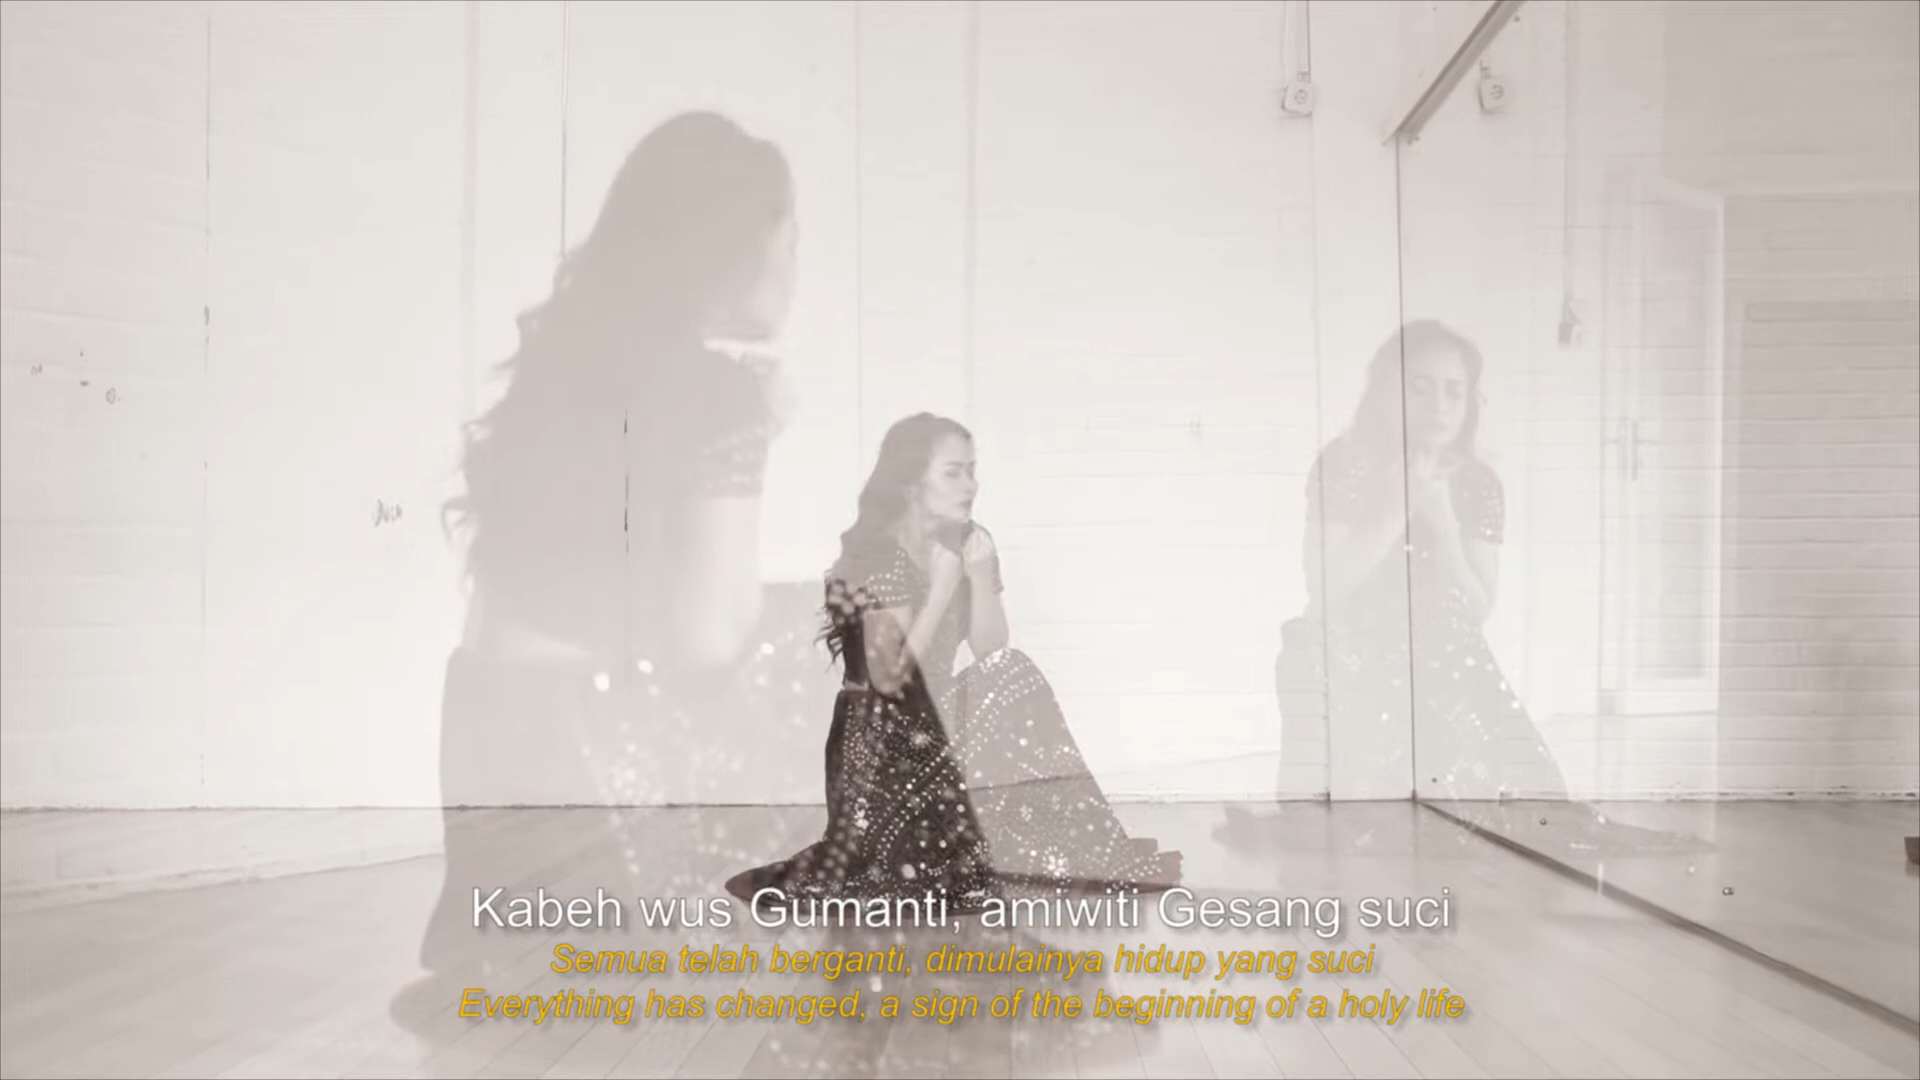 Kabeh wus Gumanti, amiwiti Gesang suci
Semua telah berganti, dimulainya hidup yang suci
Everything has changed, a sign of the beginning of a holy life